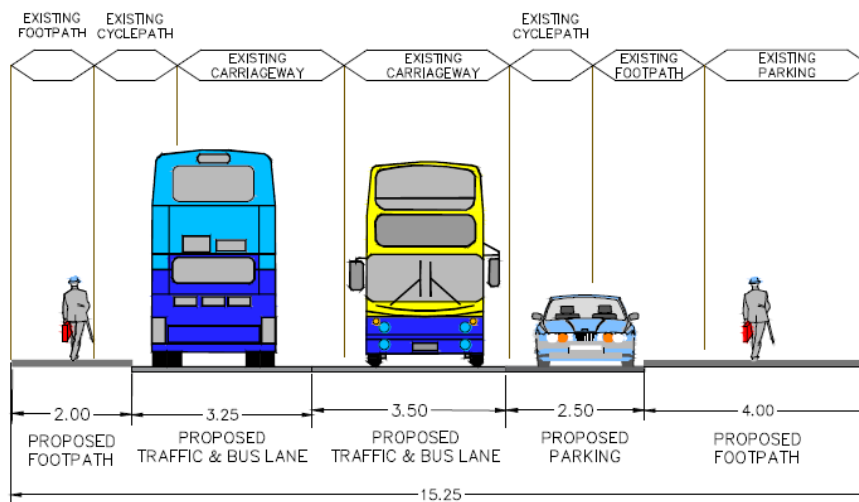 EXISTING
FOOTPATH
EXISTING
CYCLEPATH
EXISTING
CARRIAGEWAY
EXISTING
CARRIAGEWAY
EXISTING
CYCLEPATH
EXISTING
FOOTPATH
EXISTING
PARKING
2.00
3.25
3.50
2.50
4.00
PROPOSED
FOOTPATH
PROPOSED
TRAFFIC & BUS LANE
PROPOSED
TRAFFIC & BUS LANE
PROPOSED
PARKING
PROPOSED
FOOTPATH
15.25